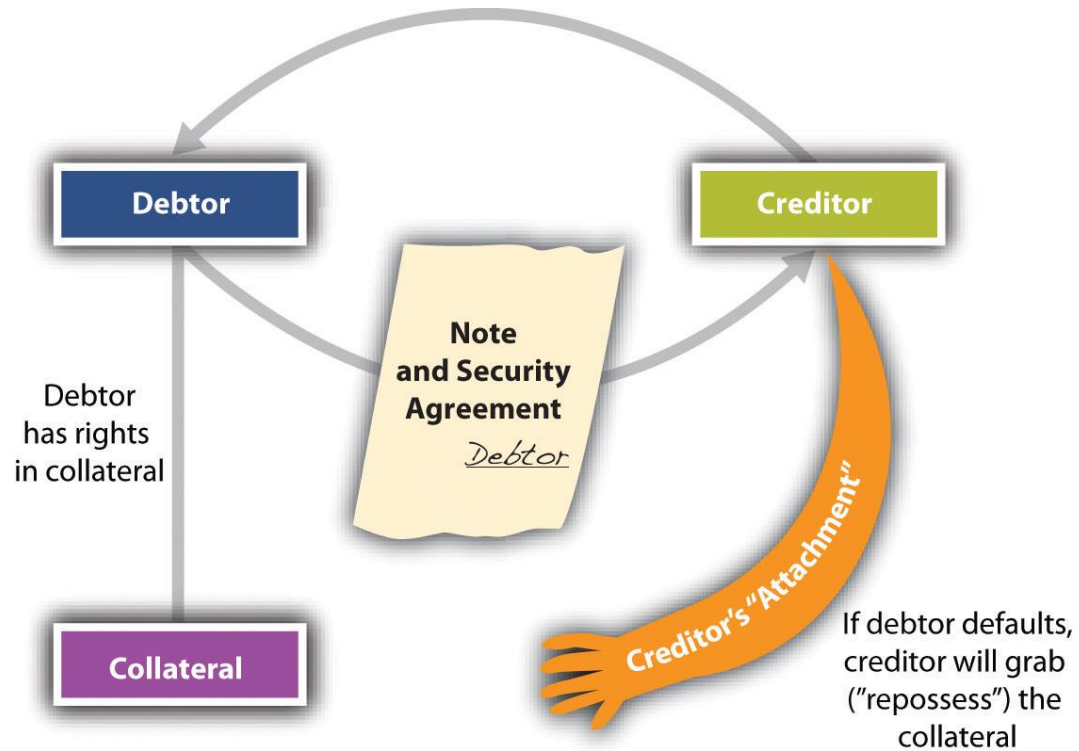 Debtor
Creditor
Note
and Security
Agreement
Debtor
Debtor
has rights
in collateral
Creditor's "Attachment"
Collateral
If debtor defaults,
creditor will grab
("repossess") the
collateral